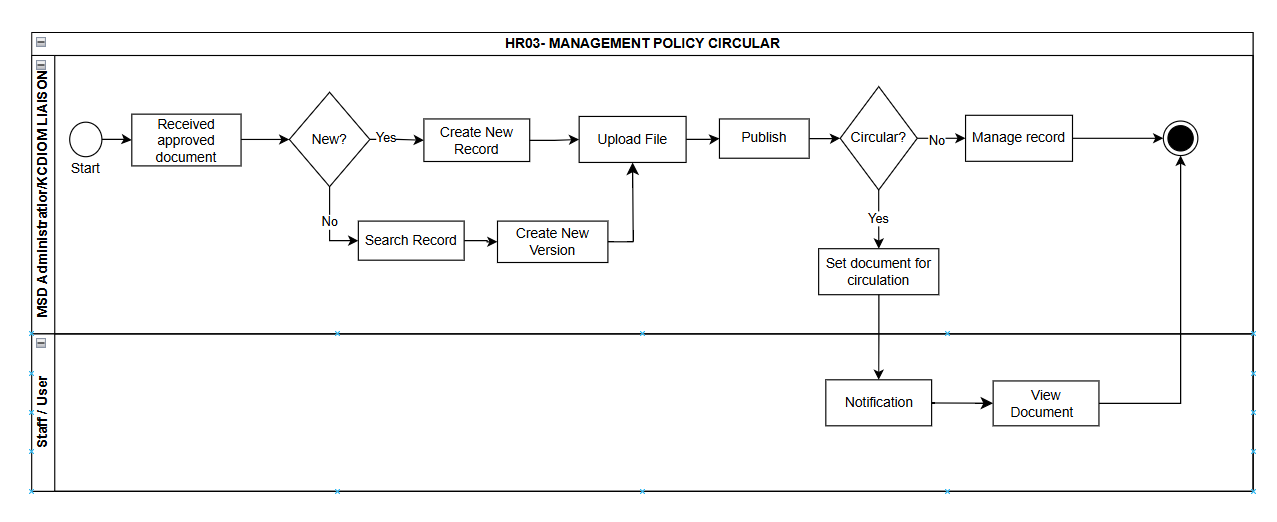 HR03- MANAGEMENT POLICY CIRCULAR
MSD Administratior/KCDIOM LIAISON
Start
Received
approved
document
New?
Yes
Create New
Record
Upload File
Publish
Circular?
No
Manage record
No
Search Record
Create New
Version
Yes
Set document for
circulation
Staff / User
Notification
View
Document